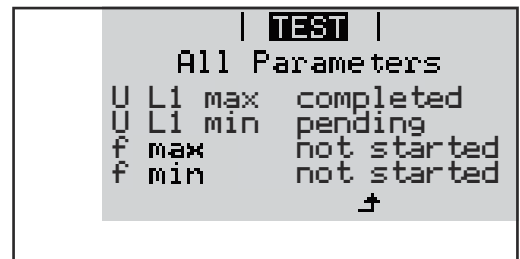 TEST
All Parameters
U L1 max completed
U L1 min pending
f max not started
f min not started